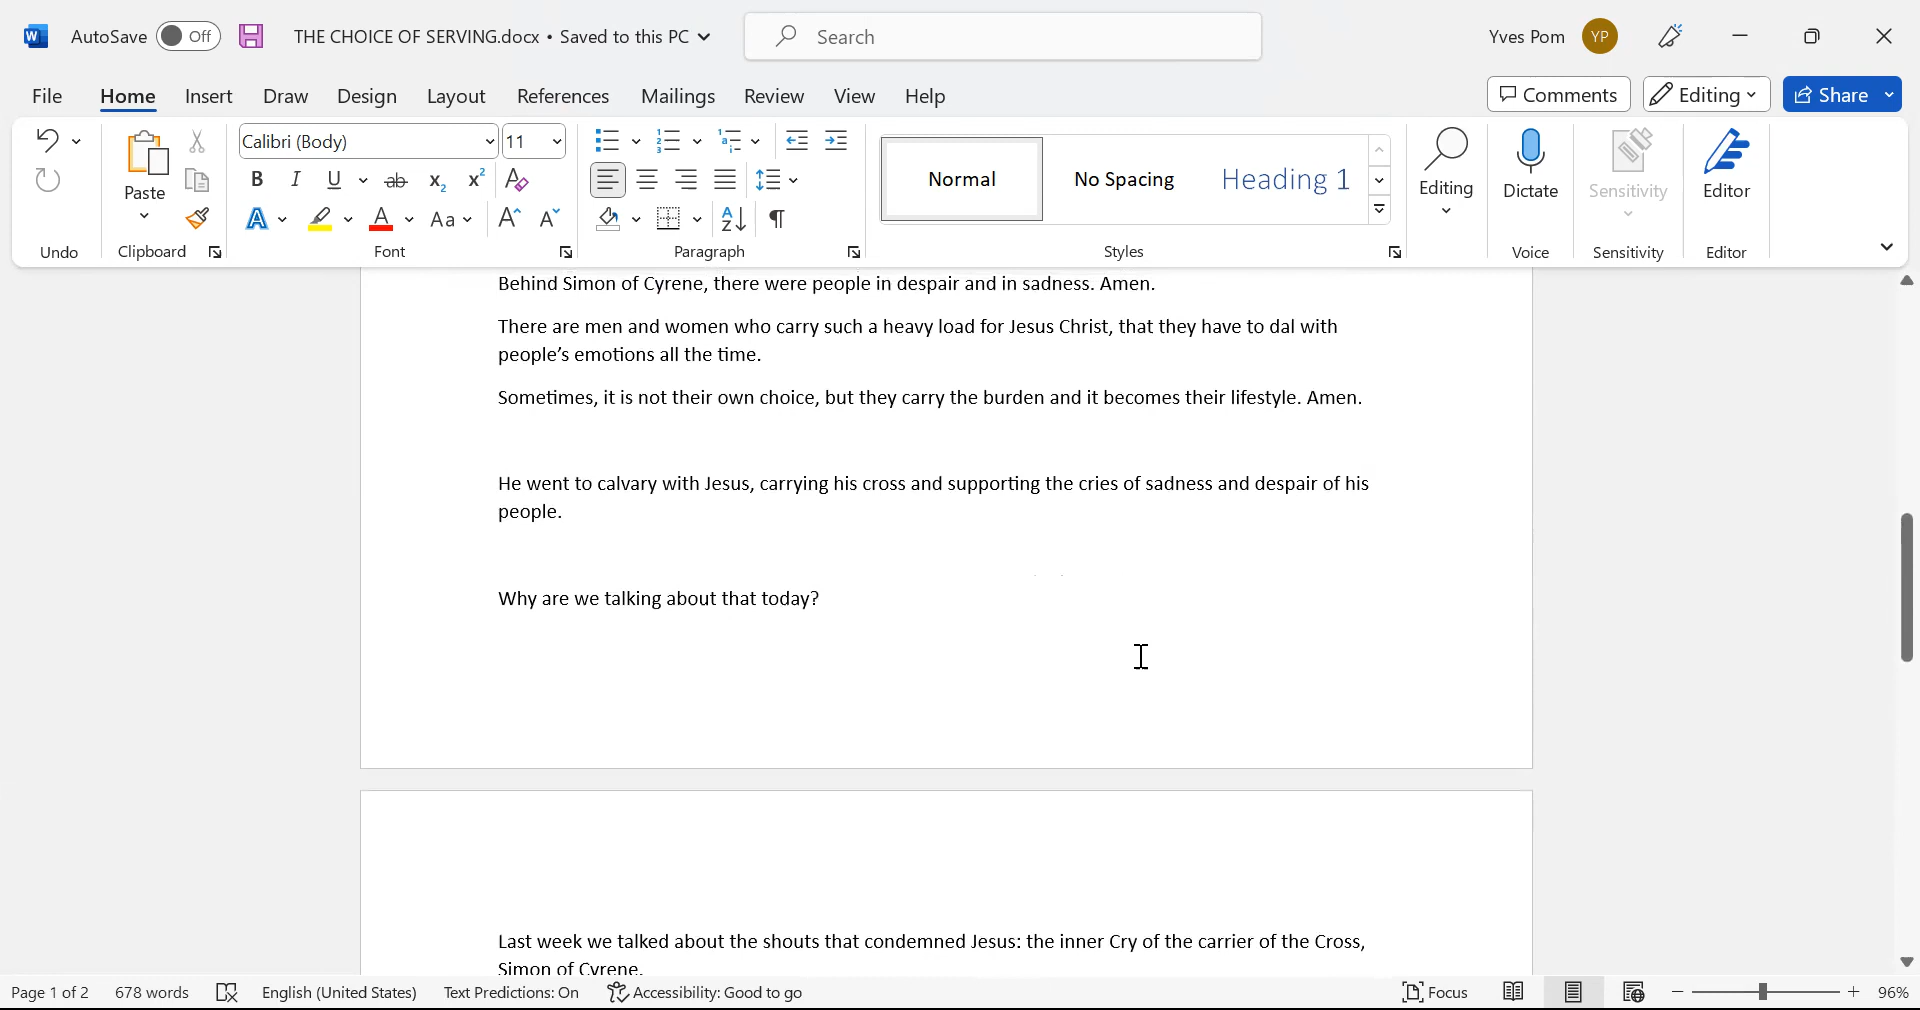 AutoSave Off THE CHOICE OF SERVING.docx • Saved to this PC Search Yves Pom YP
File Home Insert Draw Design Layout References Mailings Review View Help Comments Editing Share
Calibri (Body) 11
Paste
Normal No Spacing Heading 1
Editing Dictate Sensitivity Editor
Undo Clipboard Font Paragraph Styles Voice Sensitivity Editor
Behind Simon of Cyrene, there were people in despair and in sadness. Amen.
There are men and women who carry such a heavy load for Jesus Christ, that they have to dal with
people’s emotions all the time.
Sometimes, it is not their own choice, but they carry the burden and it becomes their lifestyle. Amen.
He went to calvary with Jesus, carrying his cross and supporting the cries of sadness and despair of his
people.
Why are we talking about that today?
Last week we talked about the shouts that condemned Jesus: the inner Cry of the carrier of the Cross,
Simon of Cyrene.
Page 1 of 2 678 words English (United States) Text Predictions: On Accessibility: Good to go Focus 96%